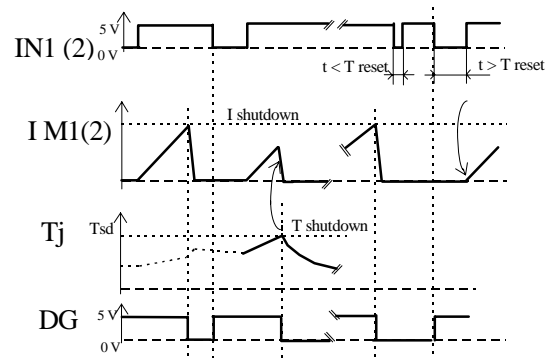 5 V
IN1 (2)
0 V
t < T reset
t > T reset
I shutdown
I M1(2)
T shutdown
Tj
Tsd
DG
5 V
0 V